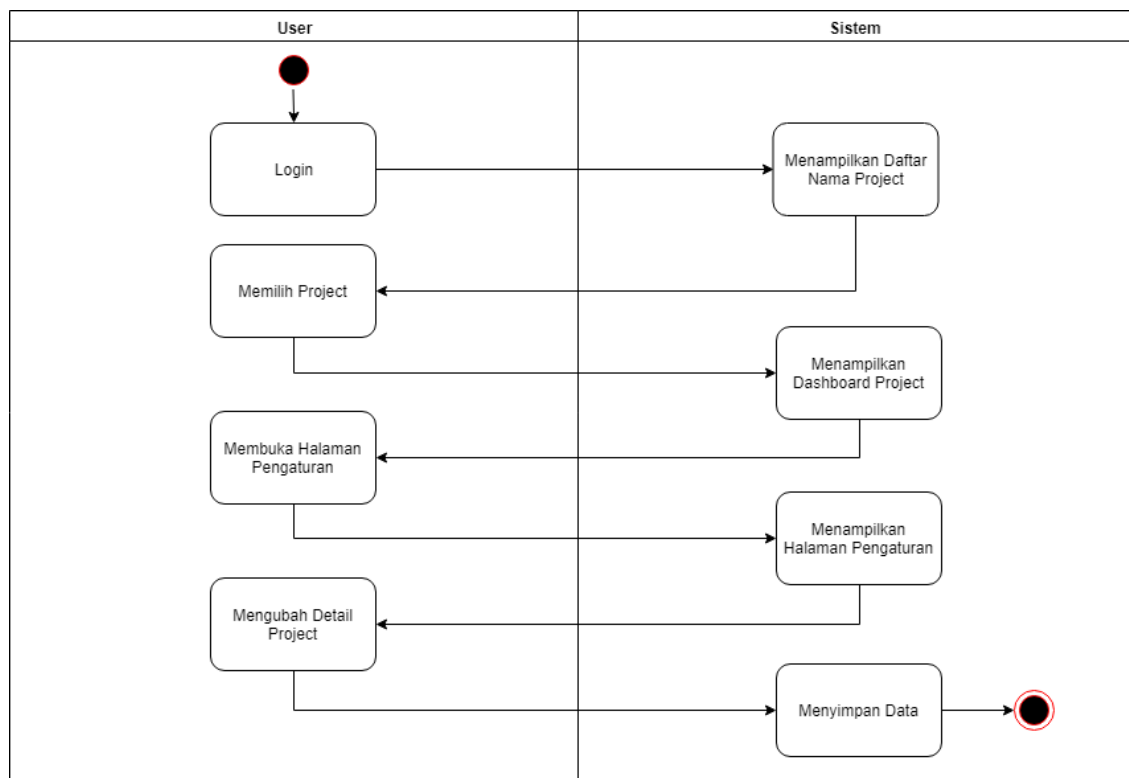 User
Sistem
Login
Menampilkan Daftar
Nama Project
Memilih Project
Menampilkan
Dashboard Project
Membuka Halaman
Pengaturan
Menampilkan
Halaman Pengaturan
Mengubah Detail
Project
Menyimpan Data